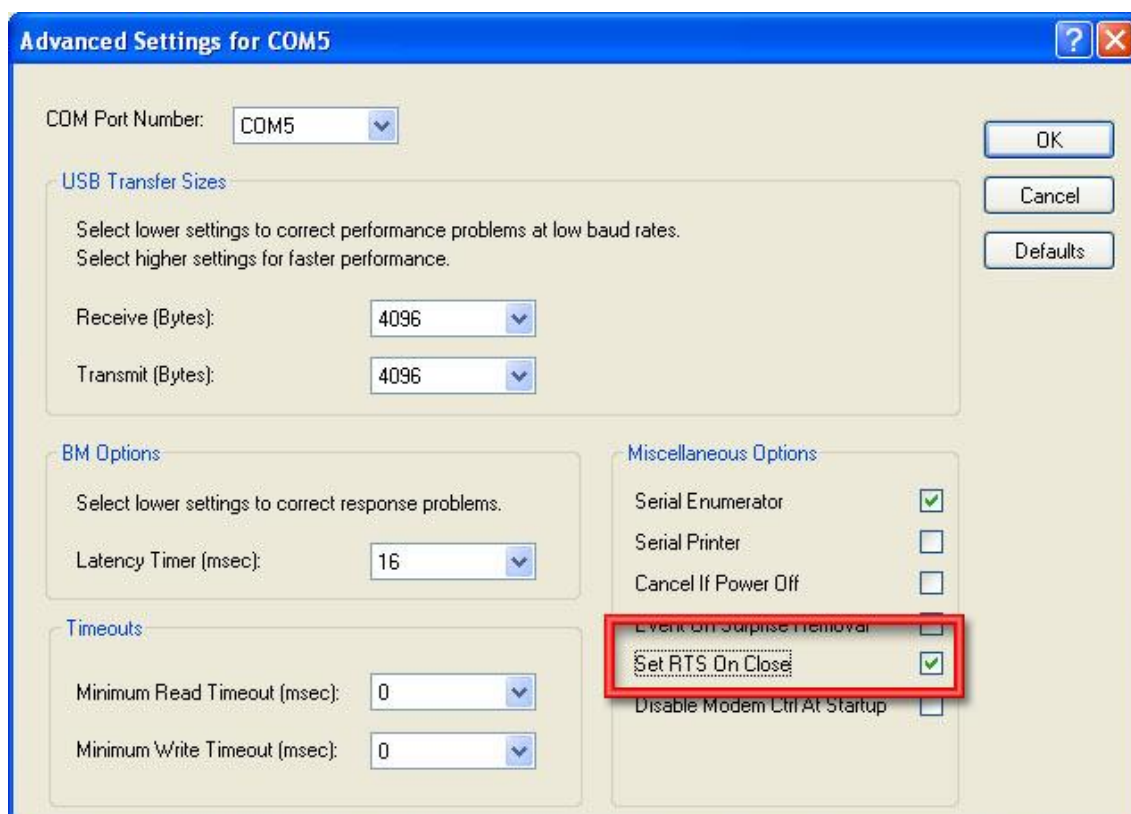 Advanced Settings for COM5
COM Port Number: COM5
OK
USB Transfer Sizes
Cancel
Select lower settings to correct performance problems at low baud rates.
Select higher settings for faster performance.
Defaults
Receive (Bytes): 4096
Transmit (Bytes): 4096
BM Options
Select lower settings to correct response problems.
Latency Timer (msec): 16
Timeouts
Minimum Read Timeout (msec): 0
Minimum Write Timeout (msec): 0
Miscellaneous Options
Serial Enumerator
Serial Printer
Cancel If Power Off
Event On Surprise Removal
Set RTS On Close
Disable Modem Ctrl At Startup